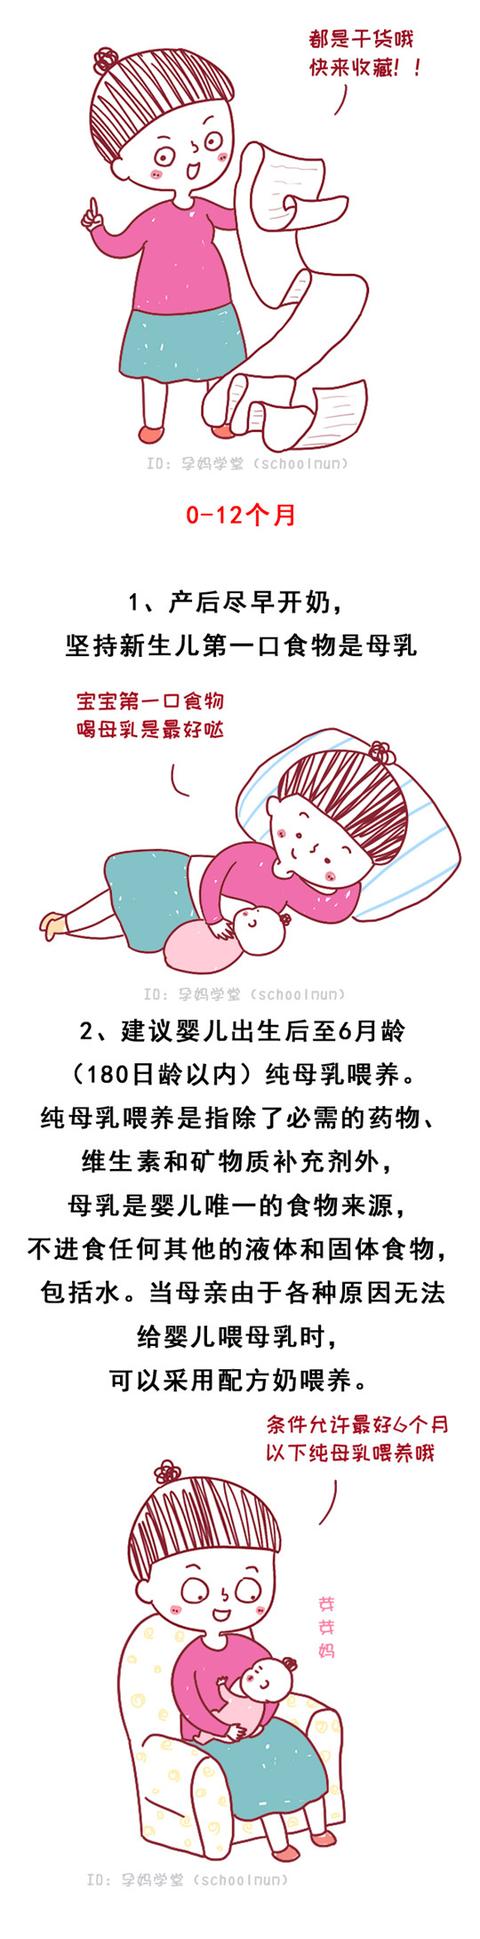 都是干货哦
快来收藏！！
ID：孕妈学堂（schoolnun）
0-12个月
1、产后尽早开奶，
坚持新生儿第一口食物是母乳
宝宝第一口食物
喝母乳是最好哒
ID：孕妈学堂（schoolnun）
2、建议婴儿出生后至6月龄
（180日龄以内）纯母乳喂养。
纯母乳喂养是指除了必需的药物、
维生素和矿物质补充剂外，
母乳是婴儿唯一的食物来源，
不进食任何其他的液体和固体食物，
包括水。当母亲由于各种原因无法
给婴儿喂母乳时，
可以采用配方奶喂养。
条件允许最好6个月
以下纯母乳喂养哦
芽芽妈
ID：孕妈学堂（schoolnun）